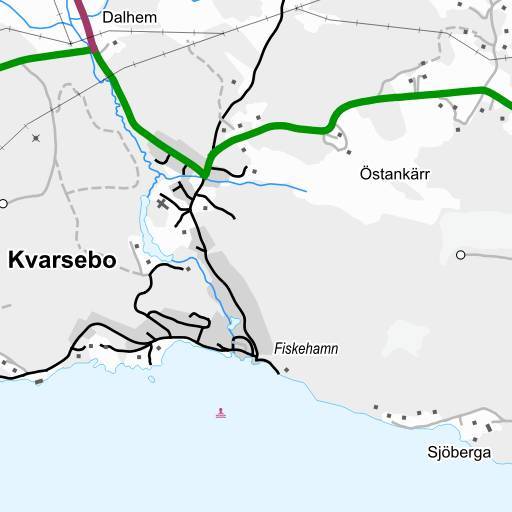 Dalhem
Östankärr
Kvarsebo
Fiskehamn
Sjöberga